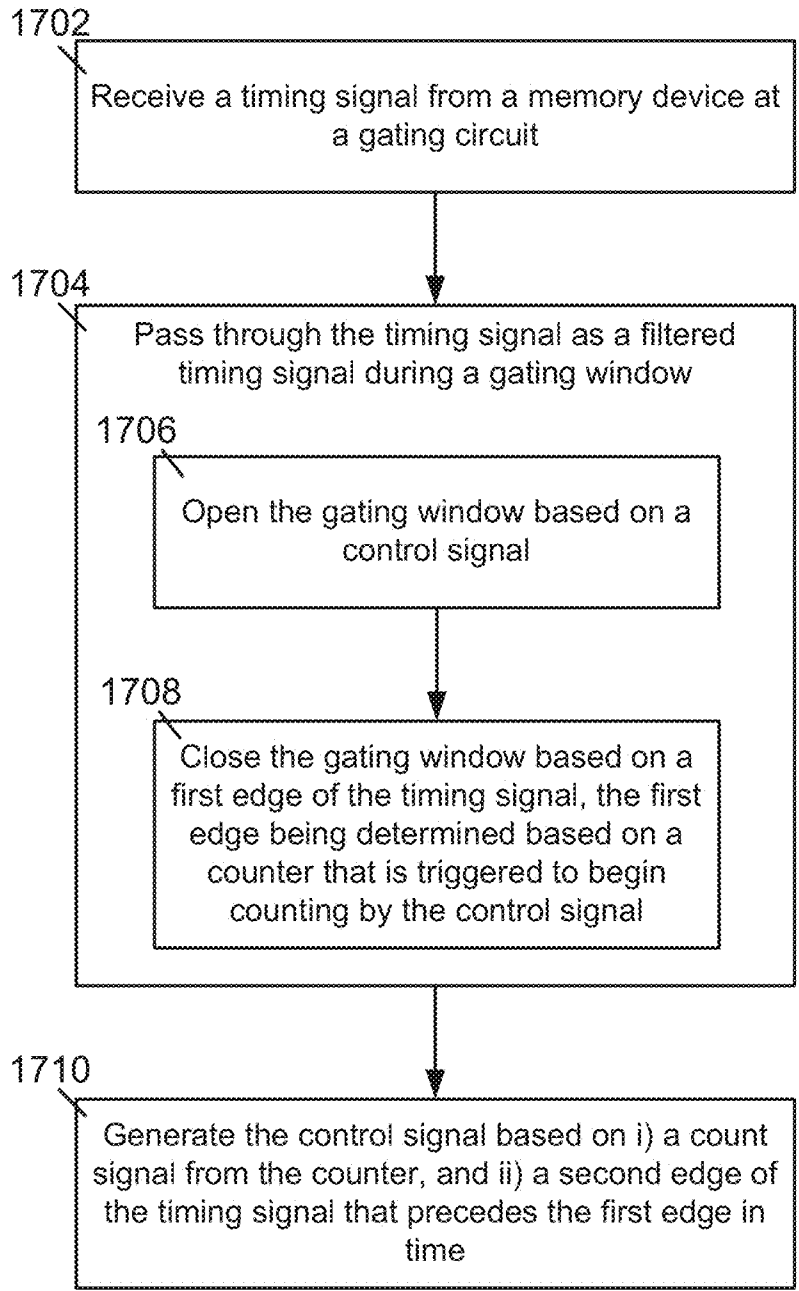 1702
Receive a timing signal from a memory device at
a gating circuit
1704
Pass through the timing signal as a filtered
timing signal during a gating window
1706
Open the gating window based on a
control signal
1708
Close the gating window based on a
first edge of the timing signal, the first
edge being determined based on a
counter that is triggered to begin
counting by the control signal
1710
Generate the control signal based on i) a count
signal from the counter, and ii) a second edge of
the timing signal that precedes the first edge in
time